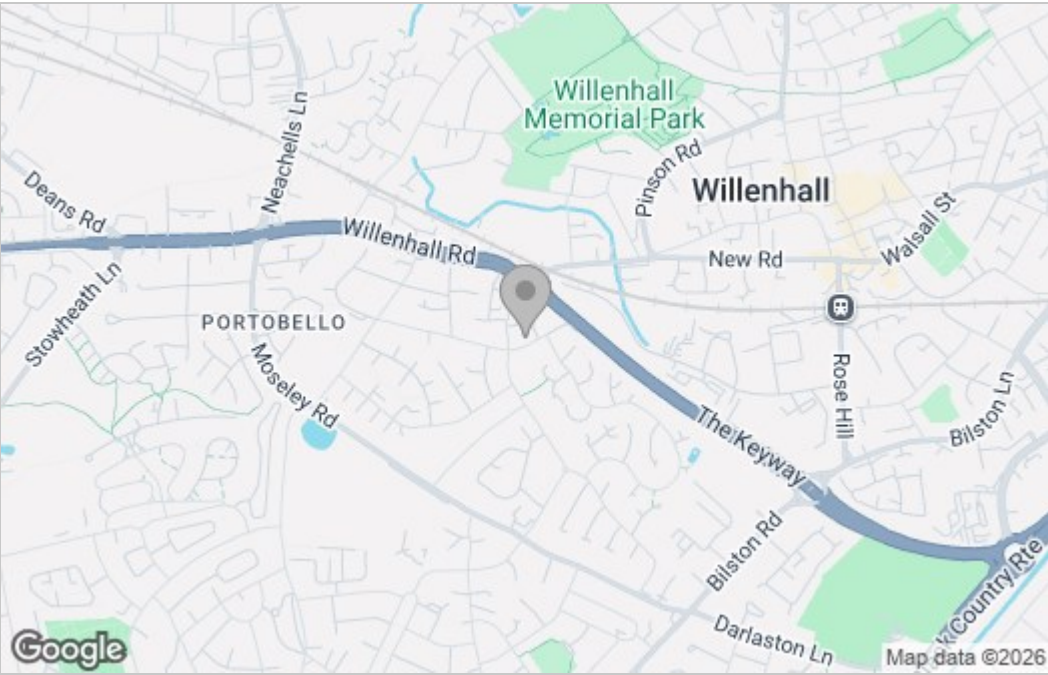 Willenhall
Memorial Park
Neachells Ln
Pinson Rd
Deans Rd
Willenhall
Walsall St
Willenhall Rd
New Rd
Stowheath Ln
PORTOBELLO
Moseley Rd
Rose Hill
Bilston Ln
The Keyway
Bilston Rd
Country Rte
Darlaston Ln
Google
Map data ©2026